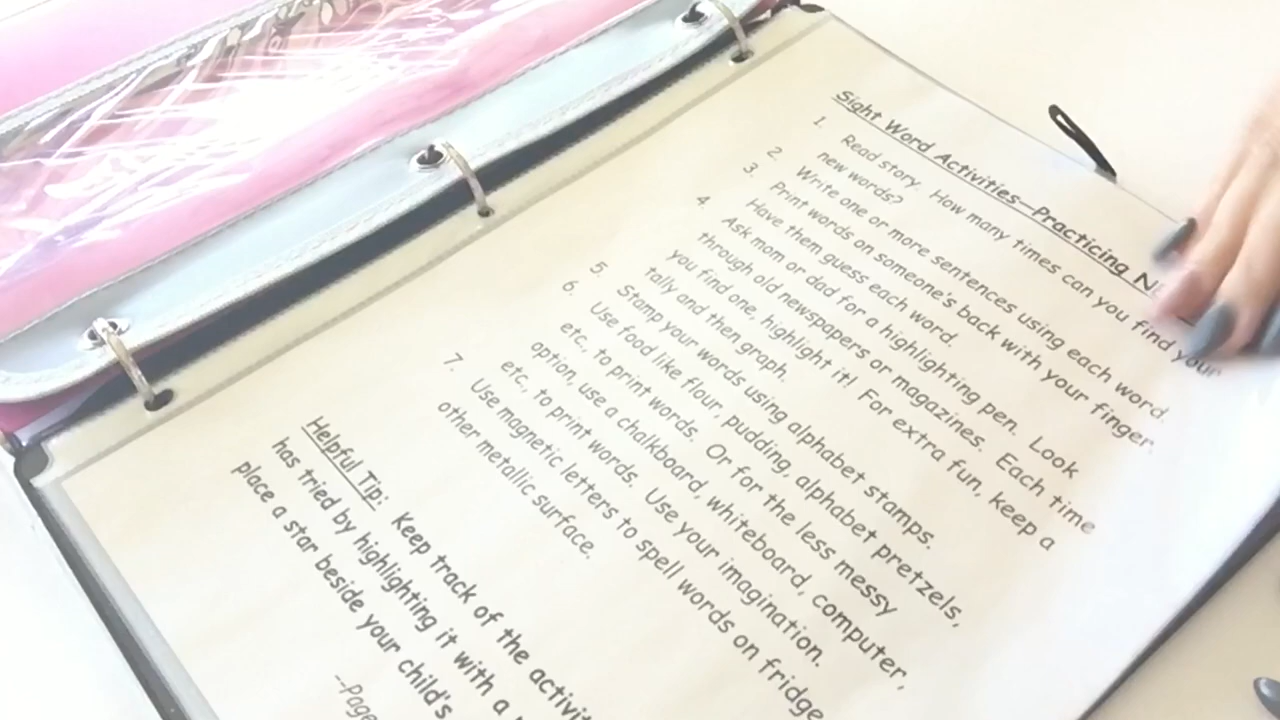 Sight Word Activities—Practicing
1. Read story. How many times can you find your
new words?
2. Write one or more sentences using each word.
3. Print words on someone's back with your finger.
Have them guess each word.
4. Ask mom or dad for a highlighting pen. Look
through old newspapers or magazines. Each time
you find one, highlight it! For extra fun, keep a
tally and then graph.
5. Stamp your words using alphabet stamps.
6. Use food like flour, pudding, alphabet pretzels,
etc., to print words. Or for the less messy
option, use a chalkboard, whiteboard, computer,
etc., to print words. Use your imagination.
7. Use magnetic letters to spell words on fridge
other metallic surface.
Helpful Tip: Keep track of the
has tried by highlighting it with a
place a star beside your child's
--Page